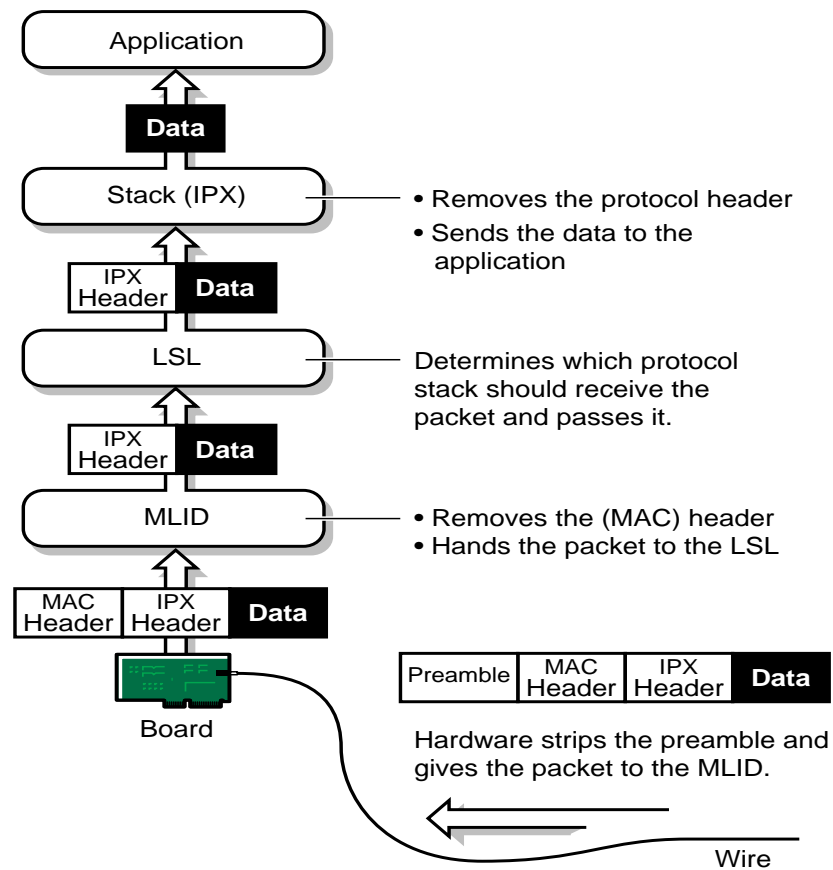 Application
Data
Stack (IPX)
• Removes the protocol header
• Sends the data to the
application
IPX
Header
Data
LSL
Determines which protocol
stack should receive the
packet and passes it.
IPX
Header
Data
MLID
• Removes the (MAC) header
• Hands the packet to the LSL
MAC
Header
IPX
Header
Data
Board
Preamble
MAC
Header
IPX
Header
Data
Hardware strips the preamble and
gives the packet to the MLID.
Wire